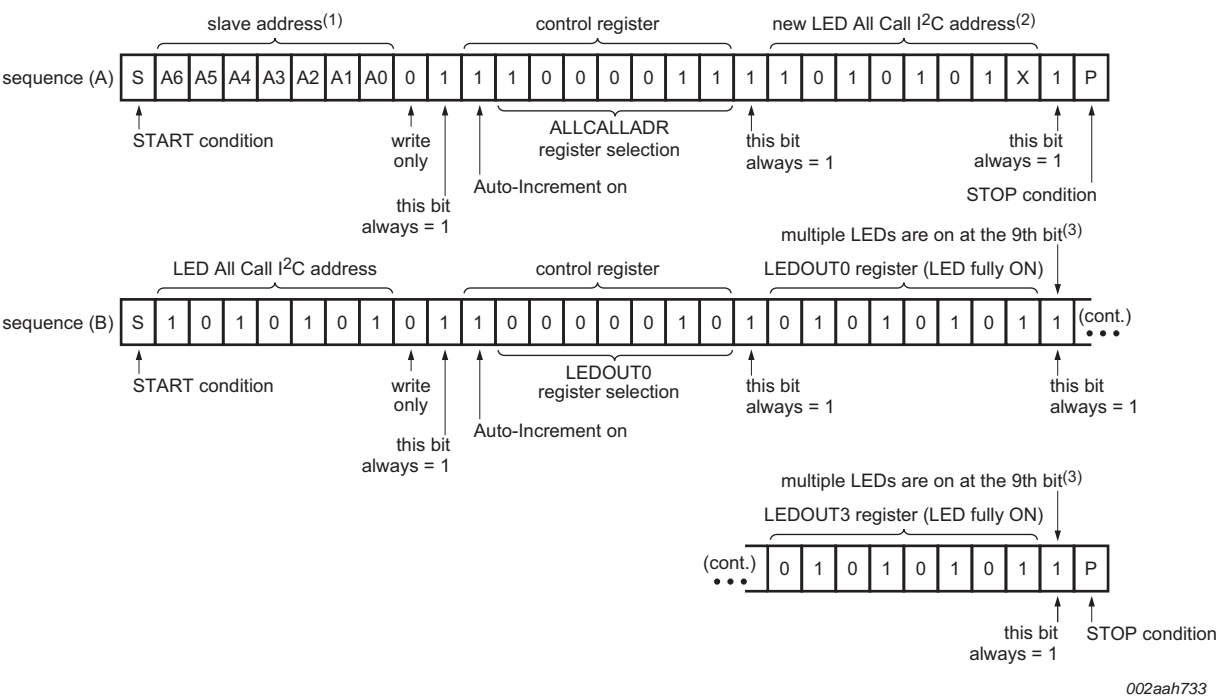 slave address(1) control register new LED All Call I2C address(2)
sequence (A) S A6 A5 A4 A3 A2 A1 A0 0 1 1 1 0 0 0 0 1 1 1 1 0 1 0 1 0 1 X 1 P
START condition
write only
this bit always = 1
Auto-Increment on
ALLCALLADR
register selection
this bit
always = 1
this bit
always = 1
STOP condition
multiple LEDs are on at the 9th bit(3)
LED All Call I2C address control register LEDOUT0 register (LED fully ON)
sequence (B) S 1 0 1 0 1 0 1 0 1 1 0 0 0 0 0 1 0 1 0 1 0 1 0 1 0 1 1 (cont.)
START condition
write only
this bit always = 1
Auto-Increment on
LEDOUT0
register selection
this bit
always = 1
this bit
always = 1
multiple LEDs are on at the 9th bit(3)
LEDOUT3 register (LED fully ON)
(cont.) 0 1 0 1 0 1 0 1 1 P
this bit
always = 1
STOP condition
002aah733